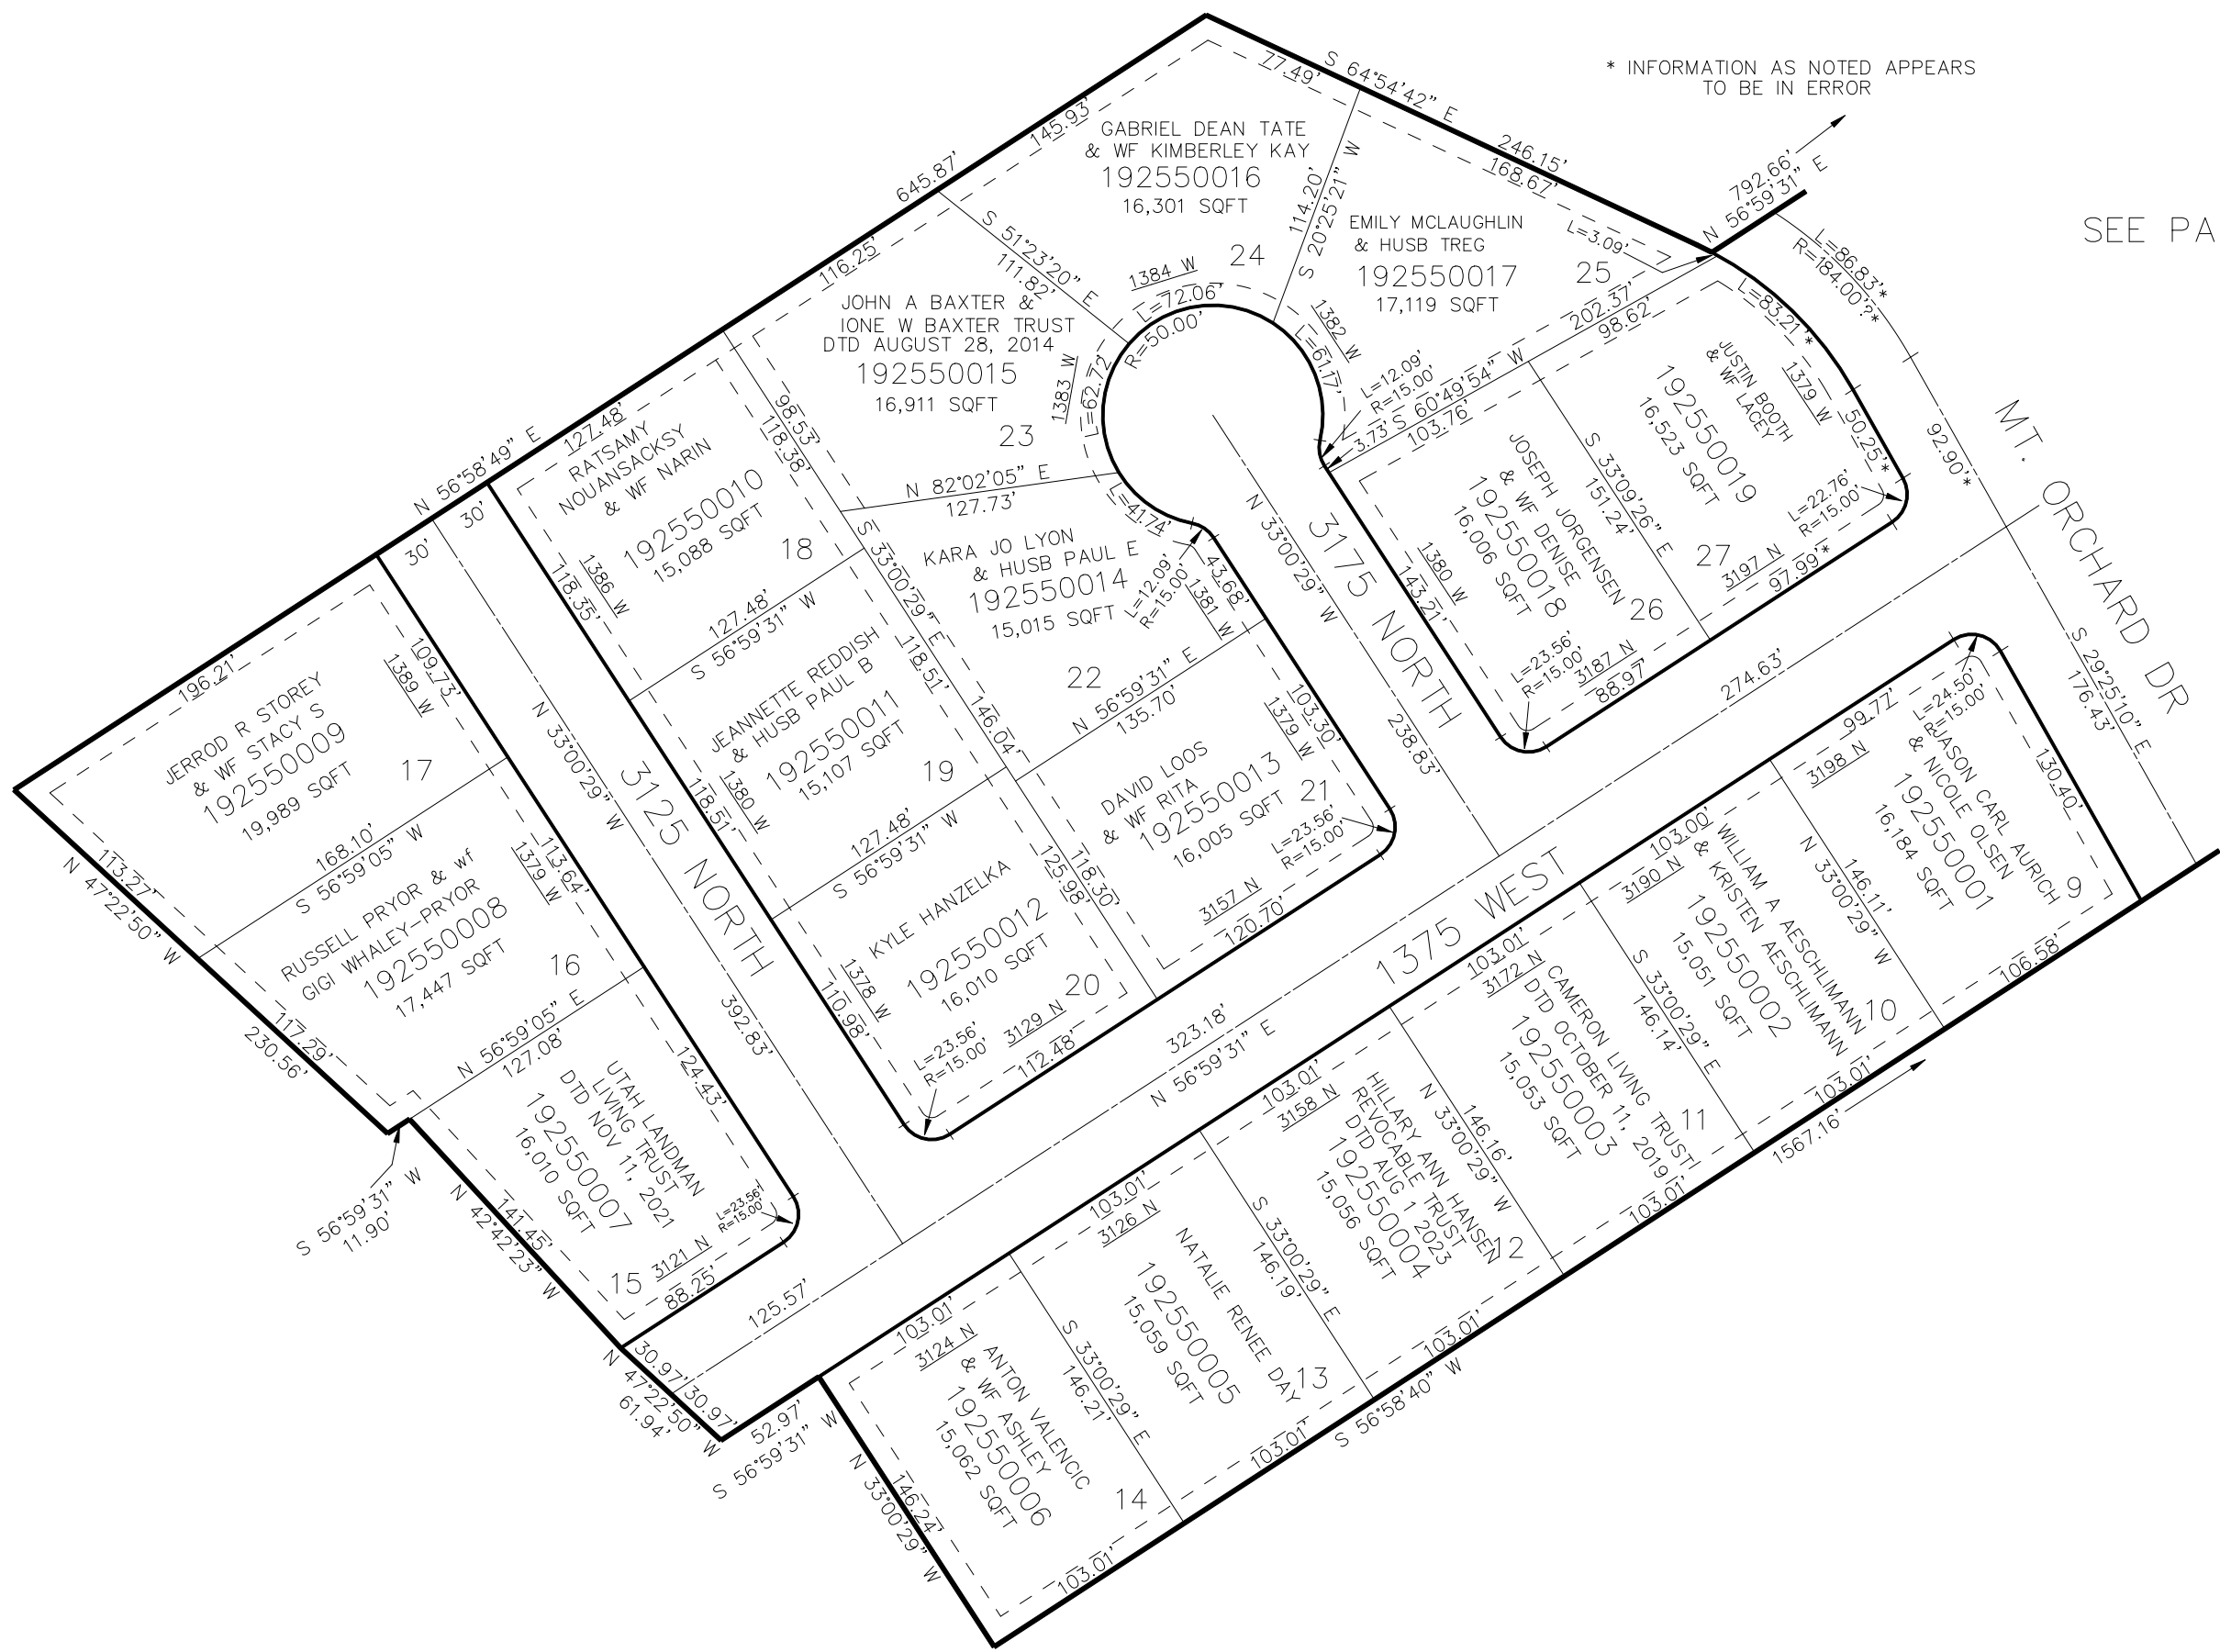 * INFORMATION AS NOTED APPEARS
TO BE IN ERROR
SEE PA
S 64°54'42" E
246.15'
77.49'
168.67'
792.66'
N 56°59'31" E
645.87'
N 56°58'49" E
145.93'
116.25'
127.48'
30'
30'
196.21'
GABRIEL DEAN TATE
& WF KIMBERLEY KAY
192550016
16,301 SQFT
24
1384 W
L=72.06'
R=50.00'
S 51°23'20" E
111.82'
114.20'
S 20°25'21" W
EMILY MCLAUGHLIN
& HUSB TREG
192550017
17,119 SQFT
25
1382 W
L=61.17'
L=3.09'
202.37'
98.62'
L=12.09'
R=15.00'
3.73'
S 60°49'54" W
103.76'
JOHN A BAXTER &
IONE W BAXTER TRUST
DTD AUGUST 28, 2014
192550015
16,911 SQFT
23
1383 W
L=62.72'
98.53'
N 82°02'05" E
127.73'
L=41.74'
RATSAMY
NOUANSACKSY
& WF NARIN
192550010
15,088 SQFT
18
118.38'
118.35'
1386 W
127.48'
S 56°59'31" W
KARA JO LYON
& HUSB PAUL E
192550014
15,015 SQFT
22
L=12.09'
R=15.00'
43.68'
1381 W
S 33°00'29" E
146.04'
N 56°59'31" E
135.70'
JEANNETTE REDDISH
& HUSB PAUL B
192550011
15,107 SQFT
19
118.51'
118.51'
1380 W
127.48'
S 56°59'31" W
DAVID LOOS
& WF RITA
192550013
16,005 SQFT
21
103.30'
1379 W
L=23.56'
R=15.00'
3157 N
120.70'
118.30'
KYLE HANZELKA
192550012
16,010 SQFT
20
125.98'
1378 W
110.98'
L=23.56'
R=15.00'
3129 N
112.48'
JERROD R STOREY
& WF STACY S
192550009
19,989 SQFT
17
109.73'
1389 W
113.27'
N 47°22'50" W
230.56'
168.10'
S 56°59'05" W
RUSSELL PRYOR & wf
GIGI WHALEY-PRYOR
192550008
17,447 SQFT
16
113.64'
1379 W
117.29'
N 56°59'05" E
127.08'
S 56°59'31" W
11.90'
UTAH LANDMAN
LIVING TRUST
DTD NOV 11, 2021
192550007
16,010 SQFT
15
124.43'
141.45'
N 42°42'23" W
L=23.56'
R=15.00'
3121 N
88.25'
N 33°00'29" W
3125 NORTH
392.83'
N 33°00'29" W
3175 NORTH
238.83'
JOSEPH JORGENSEN
& WF DENISE
192550018
16,006 SQFT
26
1380 W
143.21'
L=23.56'
R=15.00'
3187 N
88.97'
S 33°09'26" E
151.24'
JUSTIN BOOTH
& WF LACEY
192550019
16,523 SQFT
27
1379 W
L=83.21'*
50.25'*
L=22.76'
R=15.00'
3197 N
97.99'*
L=86.83'*
R=184.00'?*
92.90'*
MT. ORCHARD DR
S 29°25'10" E
176.43'
274.63'
1375 WEST
323.18'
N 56°59'31" E
125.57'
30.97'
30.97'
N 47°22'50" W
61.94'
52.97'
S 56°59'31" W
JASON CARL AURICH
& NICOLE OLSEN
192550001
16,184 SQFT
9
L=24.50'
R=15.00'
99.77'
3198 N
130.40'
106.58'
146.11'
N 33°00'29" W
WILLIAM A AESCHLIMANN
& KRISTEN AESCHLIMANN
192550002
15,051 SQFT
10
103.00'
3190 N
103.01'
S 33°00'29" E
146.14'
CAMERON LIVING TRUST
DTD OCTOBER 11, 2019
192550003
15,053 SQFT
11
103.01'
3172 N
103.01'
1567.16'
146.16'
N 33°00'29" W
HILLARY ANN HANSEN
REVOCABLE TRUST
DTD AUG 1 2023
192550004
15,056 SQFT
12
103.01'
3158 N
103.01'
S 33°00'29" E
146.19'
NATALIE RENEE DAY
192550005
15,059 SQFT
13
103.01'
3126 N
103.01'
S 56°58'40" W
S 33°00'29" E
146.21'
ANTON VALENCIC
& WF ASHLEY
192550006
15,062 SQFT
14
103.01'
3124 N
103.01'
146.24'
N 33°00'29" W